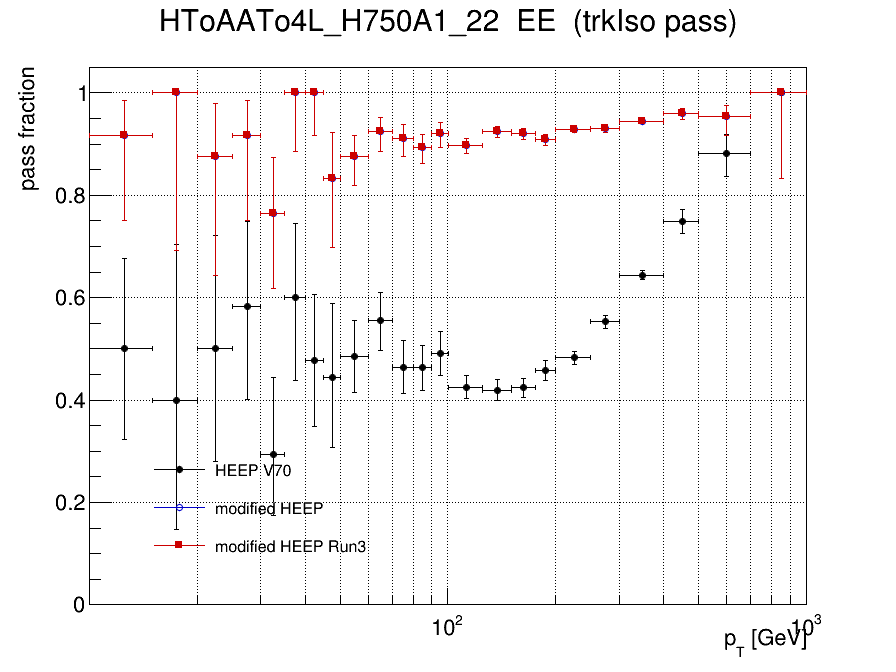 HToAATo4L_H750A1_22 EE (trkIso pass)
pass fraction
1
0.8
0.6
0.4
0.2
0
HEEP V70
modified HEEP
modified HEEP Run3
10²
10³
p_T [GeV]